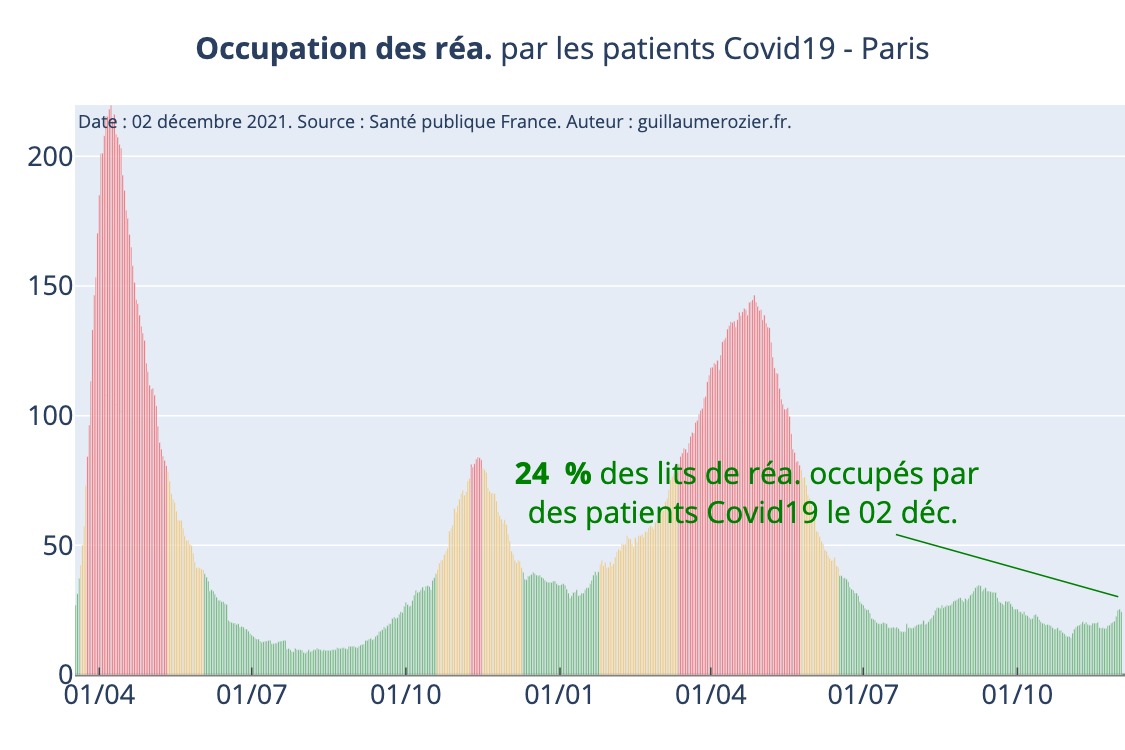 Occupation des réa. par les patients Covid19 - Paris
Date : 02 décembre 2021. Source : Santé publique France. Auteur : guillaumerozier.fr.
200
150
100
24  % des lits de réa. occupés par
des patients Covid19 le 02 déc.
50
0
01/04 01/07 01/10 01/01 01/04 01/07 01/10